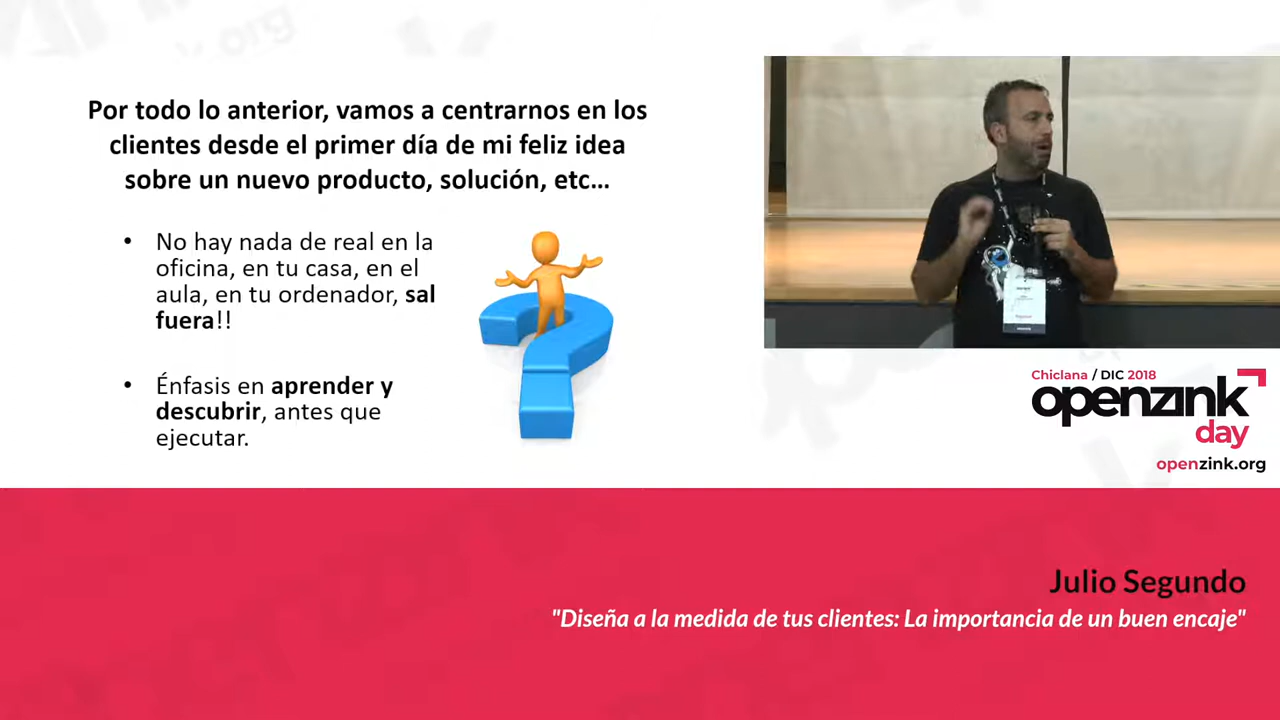 Por todo lo anterior, vamos a centrarnos en los
clientes desde el primer día de mi feliz idea
sobre un nuevo producto, solución, etc...
• No hay nada de real en la
oficina, en tu casa, en el
aula, en tu ordenador, sal
fuera!!
• Énfasis en aprender y
descubrir, antes que
ejecutar.
Chiclana / DIC 2018
openzink
day
openzink.org
Julio Segundo
"Diseña a la medida de tus clientes: La importancia de un buen encaje"